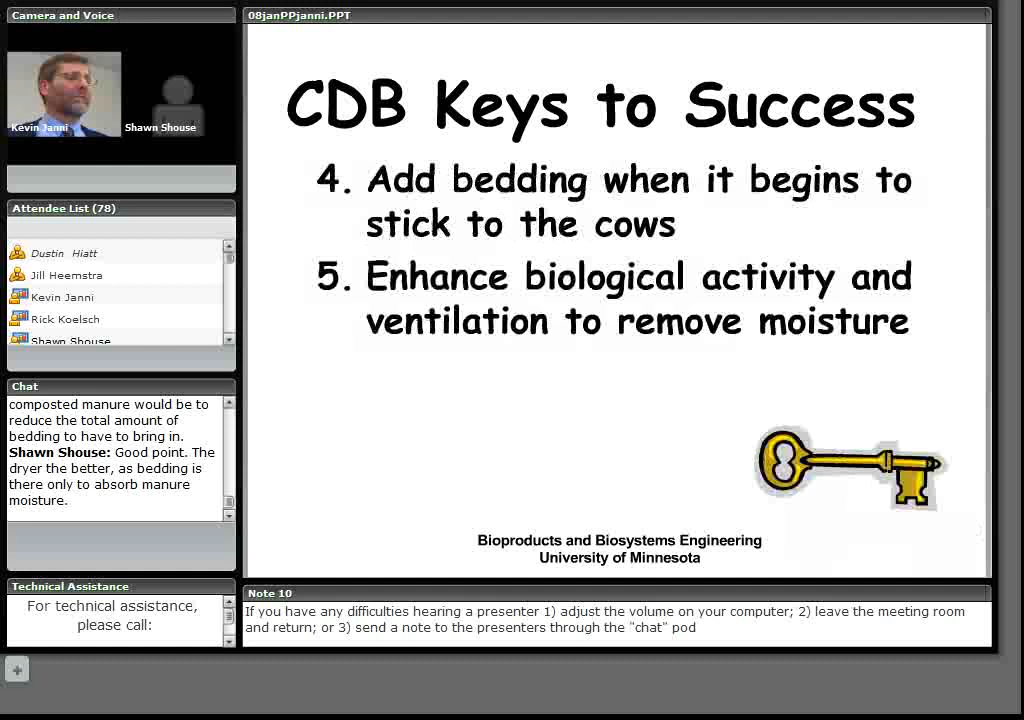 Camera and Voice
Kevin Janni
Shawn Shouse
Attendee List (78)
Dustin Hiatt
Jill Heemstra
Kevin Janni
Rick Koelsch
Shawn Shouse
Chat
composted manure would be to
reduce the total amount of
bedding to have to bring in.
Shawn Shouse: Good point. The
dryer the better, as bedding is
there only to absorb manure
moisture.
Technical Assistance
For technical assistance,
please call:
08janPPjanni.PPT
CDB Keys to Success
4. Add bedding when it begins to
stick to the cows
5. Enhance biological activity and
ventilation to remove moisture
Bioproducts and Biosystems Engineering
University of Minnesota
Note 10
If you have any difficulties hearing a presenter 1) adjust the volume on your computer; 2) leave the meeting room
and return; or 3) send a note to the presenters through the "chat" pod